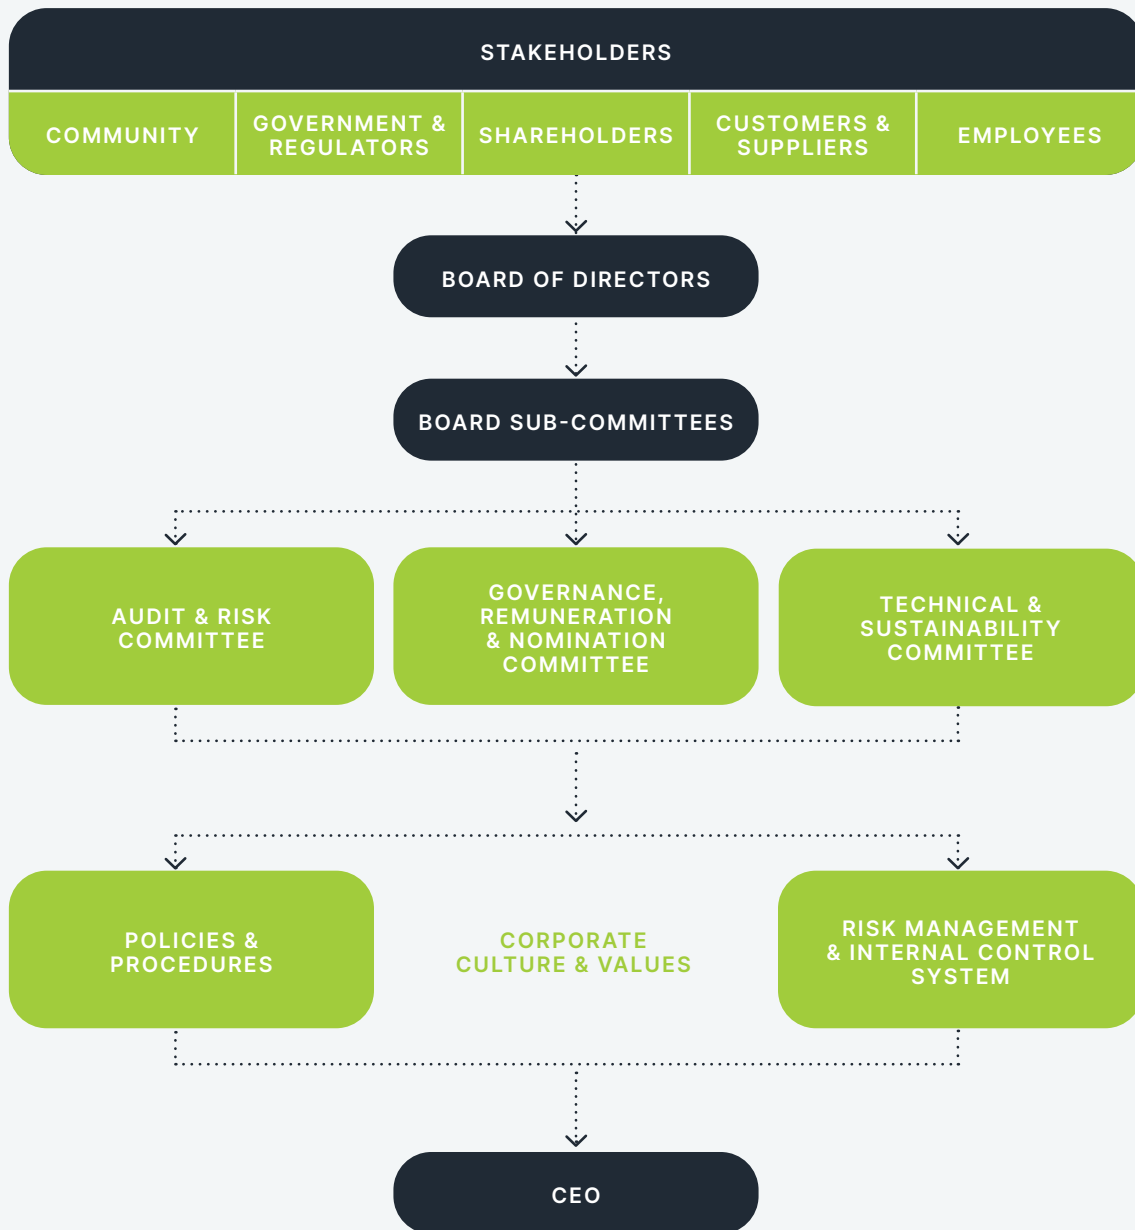 STAKEHOLDERS
COMMUNITY
GOVERNMENT &
REGULATORS
SHAREHOLDERS
CUSTOMERS &
SUPPLIERS
EMPLOYEES
BOARD OF DIRECTORS
BOARD SUB-COMMITTEES
AUDIT & RISK
COMMITTEE
GOVERNANCE,
REMUNERATION
& NOMINATION
COMMITTEE
TECHNICAL &
SUSTAINABILITY
COMMITTEE
POLICIES &
PROCEDURES
CORPORATE
CULTURE & VALUES
RISK MANAGEMENT
& INTERNAL CONTROL
SYSTEM
CEO